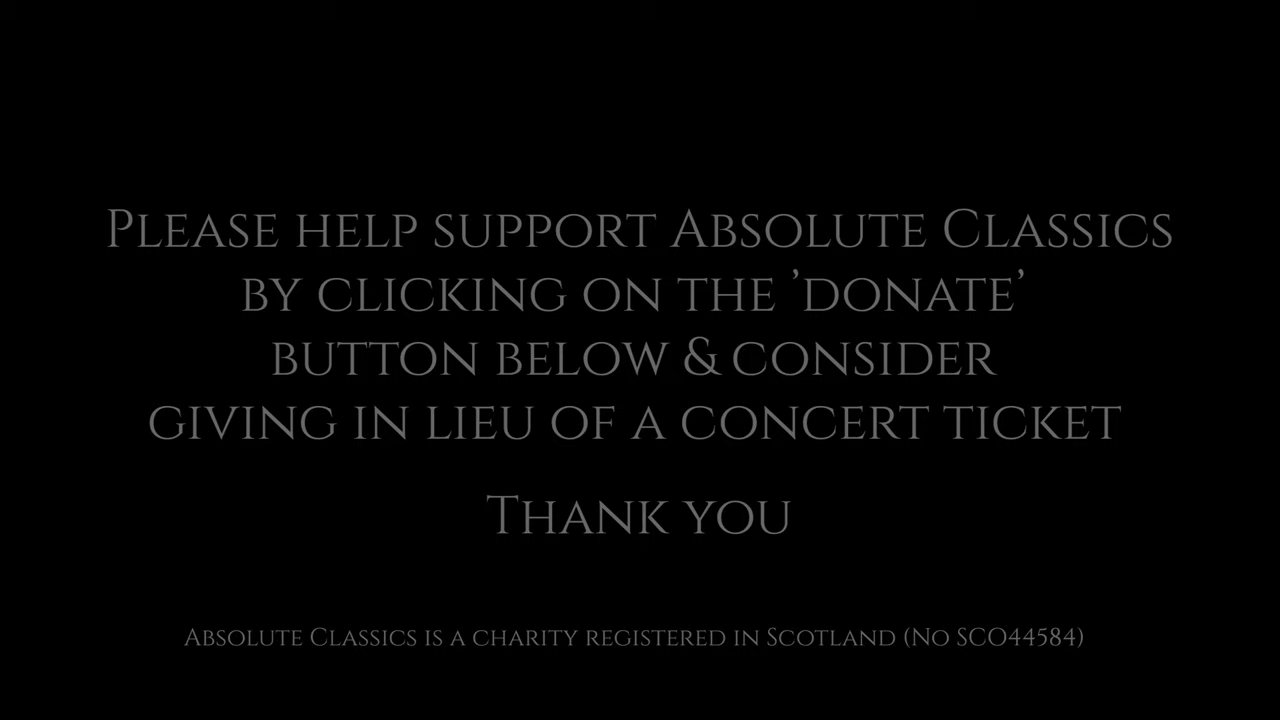 Please help support Absolute Classics
by clicking on the ’donate’
button below & consider
giving in lieu of a concert ticket
Thank you
Absolute Classics is a charity registered in Scotland (No SCO44584)